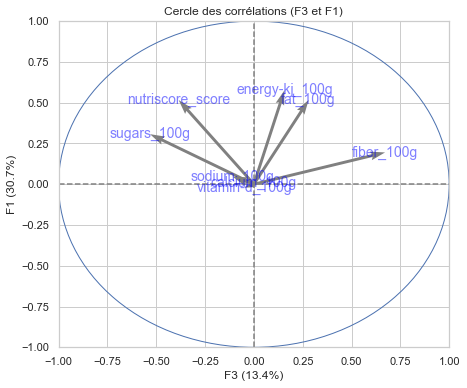 Cercle des corrélations (F3 et F1)
1.00
0.75
0.50
0.25
0.00
−0.25
−0.50
−0.75
−1.00
F1 (30.7%)
energy-kj_100g
fat_100g
nutriscore_score
sugars_100g
fiber_100g
sodium_100g
vitamin-a_100g
−1.00 −0.75 −0.50 −0.25 0.00 0.25 0.50 0.75 1.00
F3 (13.4%)